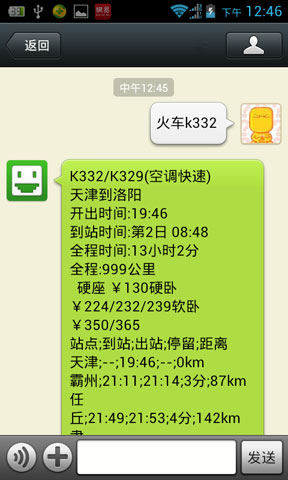 下午 12:46
返回
中午12:45
火车k332
K332/K329(空调快速)
天津到洛阳
开出时间:19:46
到站时间:第2日 08:48
全程时间:13小时2分
全程:999公里
硬座 ￥130硬卧
￥224/232/239软卧
￥350/365
站点;到站;出站;停留;距离
天津;--;19:46;--;0km
霸州;21:11;21:14;3分;87km
任
丘;21:49;21:53;4分;142km
发送